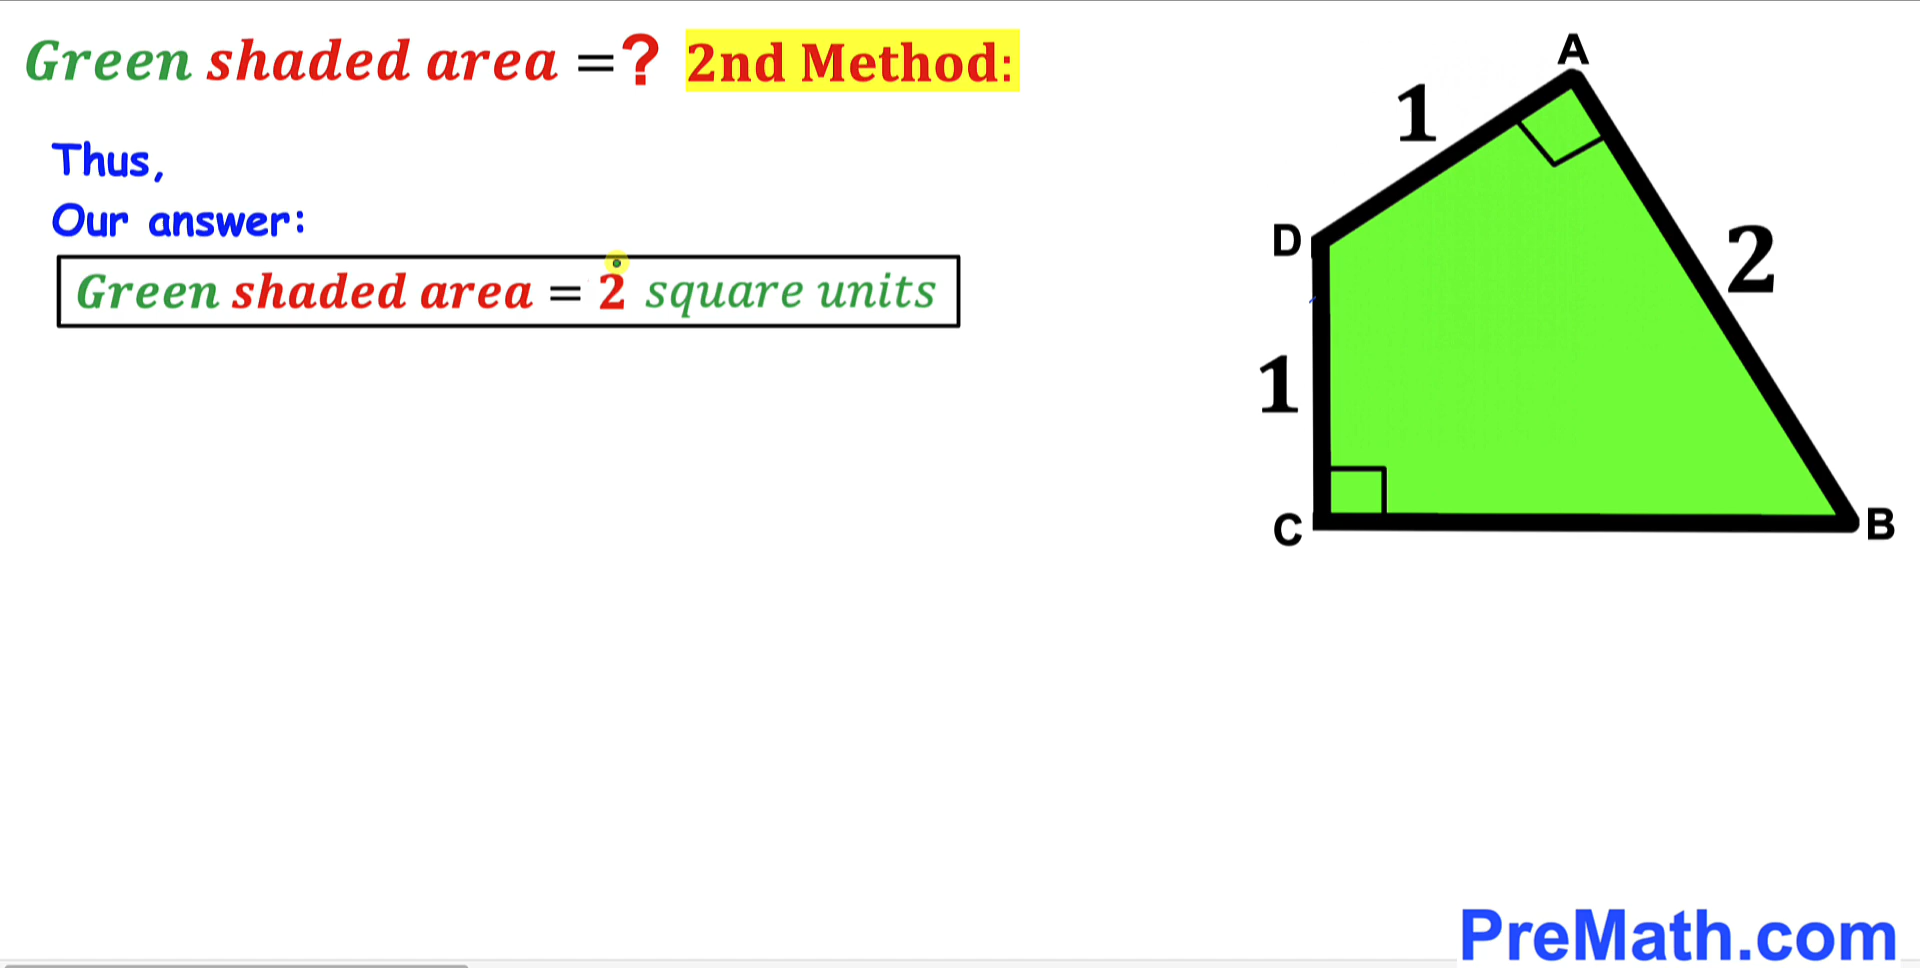 Green shaded area =? 2nd Method:
Thus,
Our answer:
Green shaded area = 2 square units
A
1
D
2
1
C
B
PreMath.com